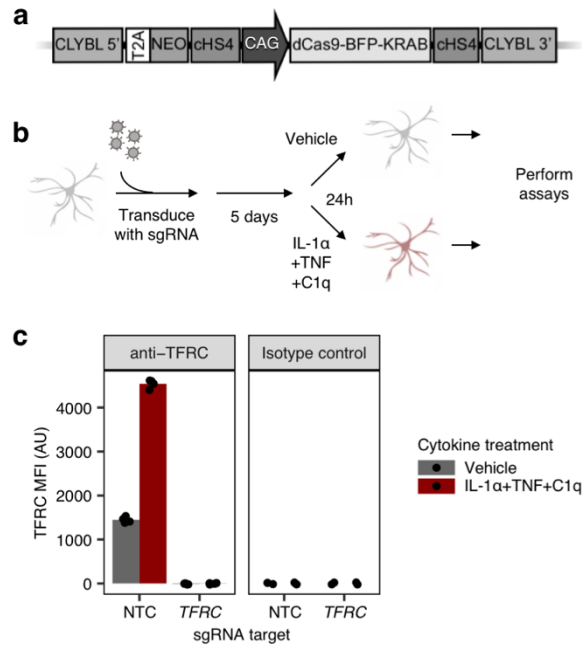 a
CLYBL 5' T2A NEO cHS4 CAG dCas9-BFP-KRAB cHS4 CLYBL 3'
b
Transduce
with sgRNA
5 days
Vehicle
24h
IL-1α
+TNF
+C1q
Perform
assays
c
anti−TFRC Isotype control
TFRC MFI (AU)
4000
3000
2000
1000
0
NTC TFRC NTC TFRC
sgRNA target
Cytokine treatment
Vehicle
IL-1α+TNF+C1q